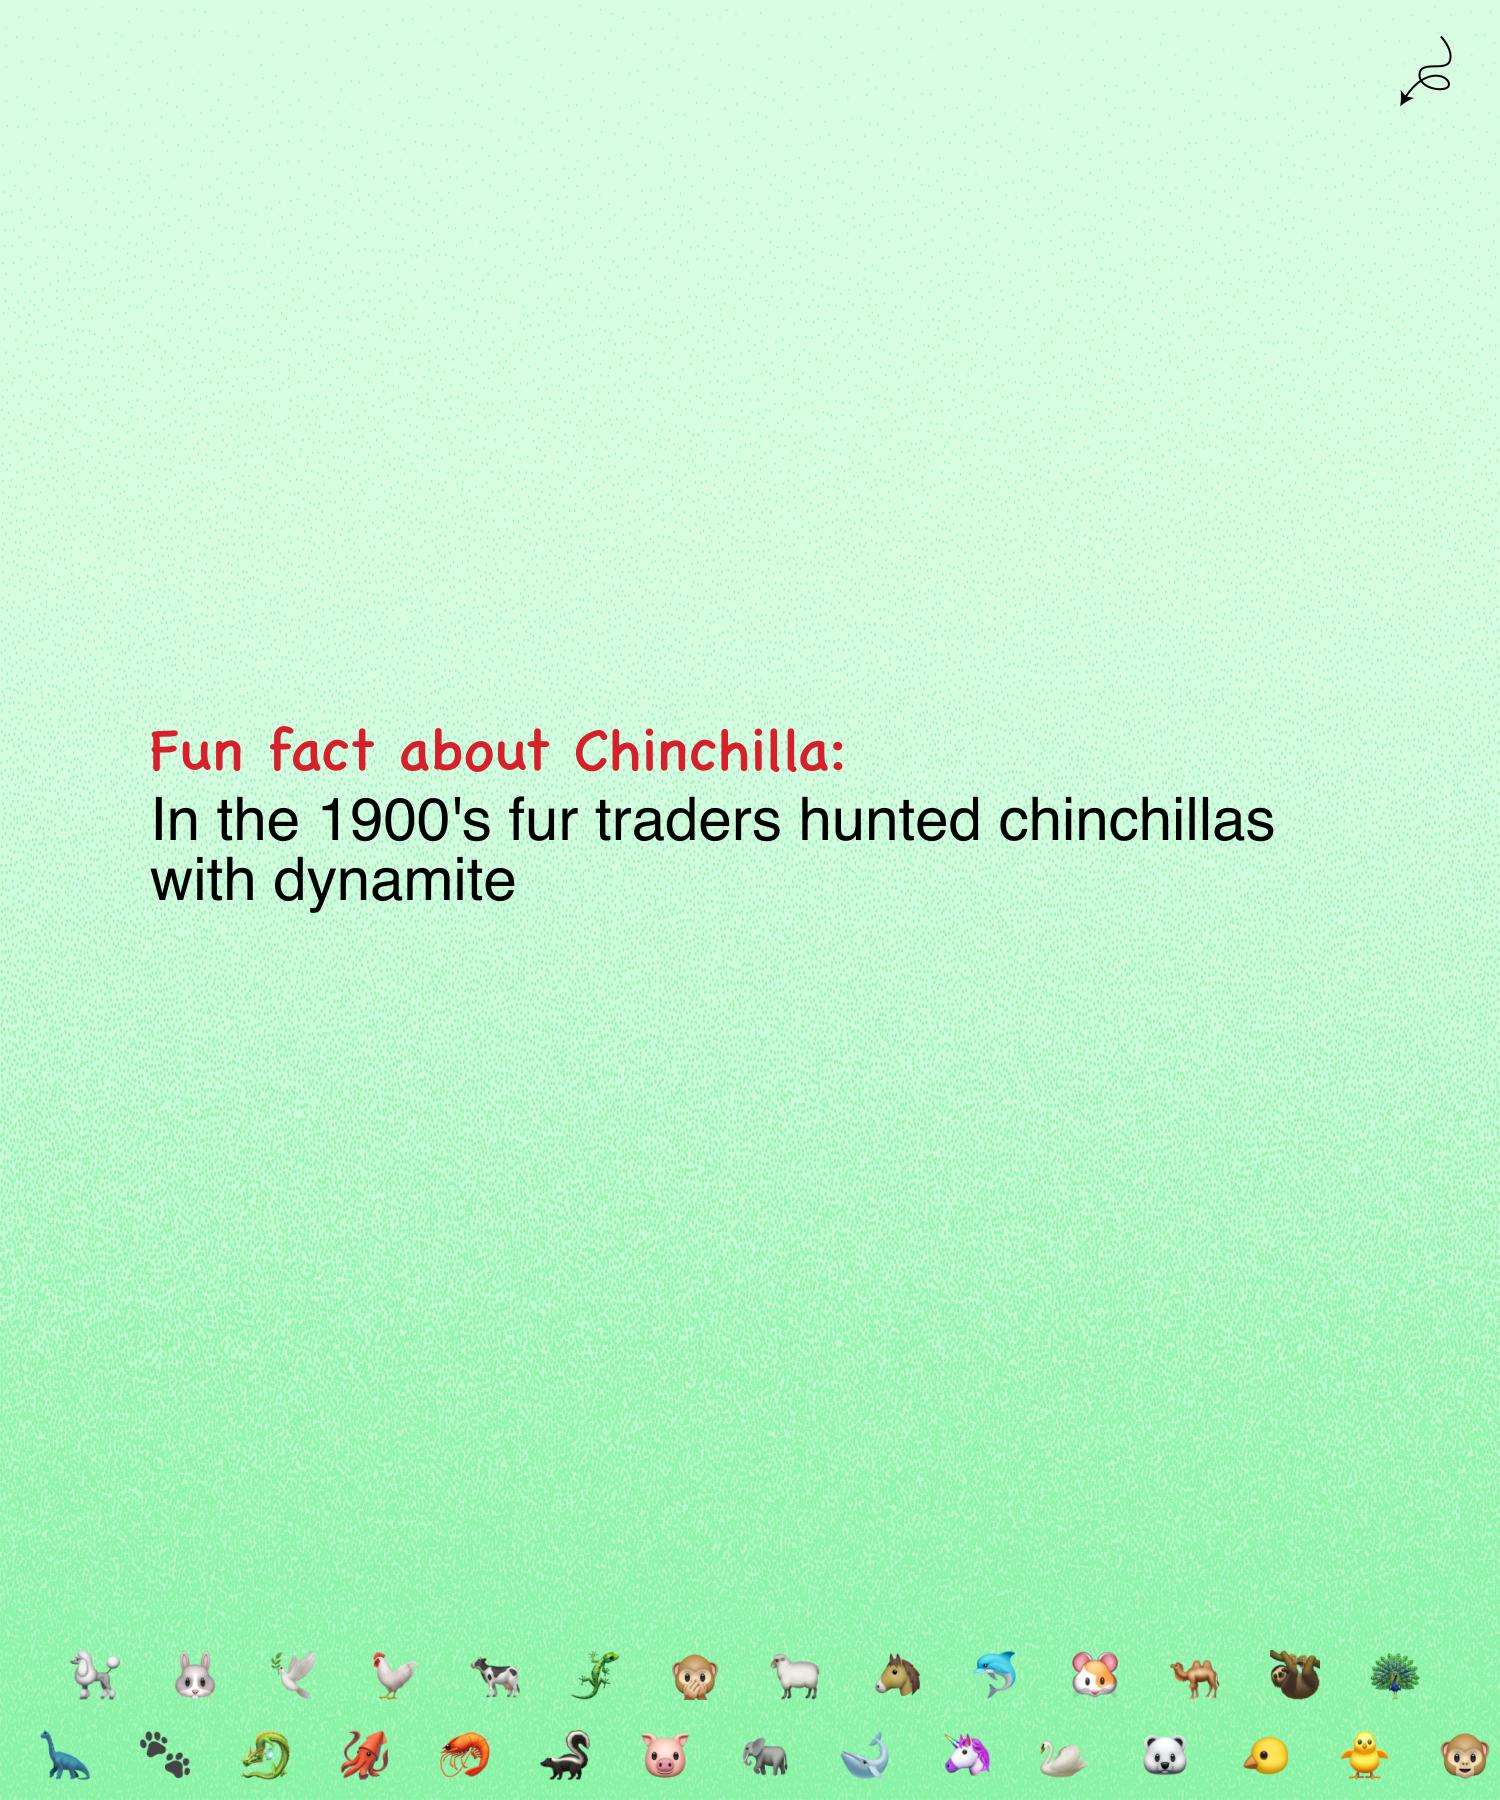 Fun fact about Chinchilla:
In the 1900's fur traders hunted chinchillas
with dynamite